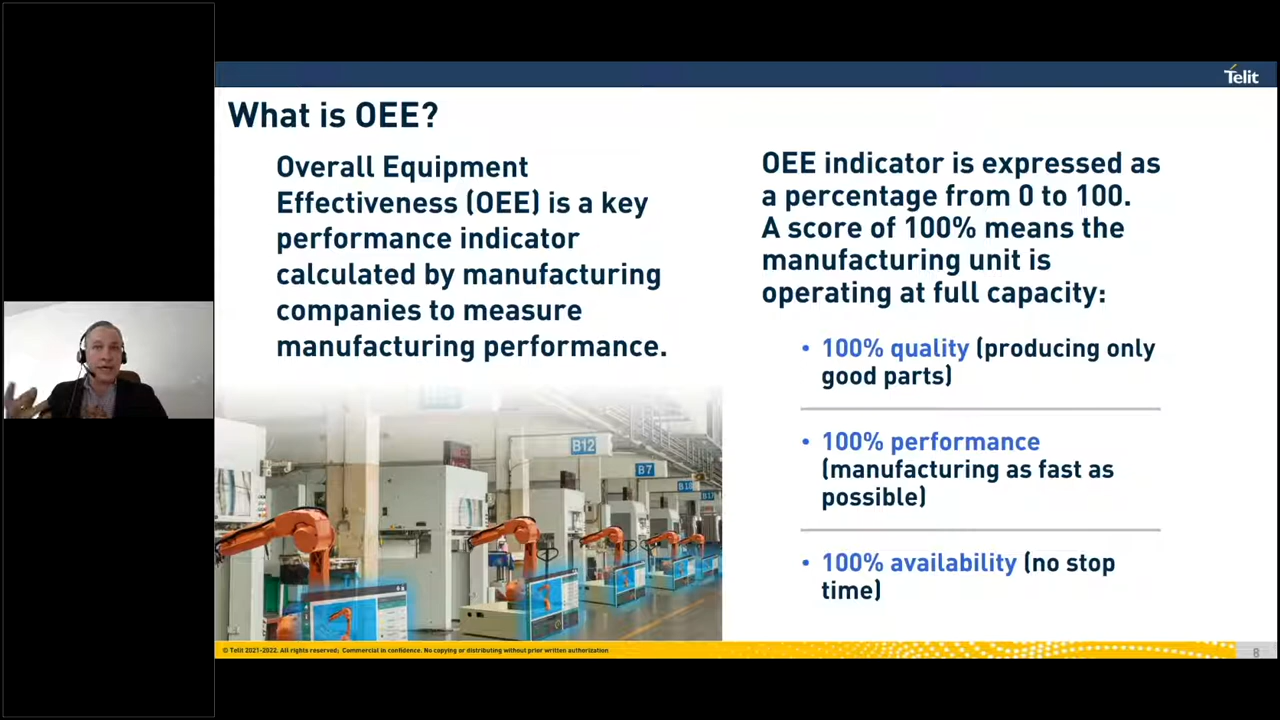 Telit
What is OEE?
Overall Equipment
Effectiveness (OEE) is a key
performance indicator
calculated by manufacturing
companies to measure
manufacturing performance.
OEE indicator is expressed as
a percentage from 0 to 100.
A score of 100% means the
manufacturing unit is
operating at full capacity:
• 100% quality (producing only
good parts)
• 100% performance
(manufacturing as fast as
possible)
• 100% availability (no stop
time)
B12
B7
B18
B17
© Telit 2021-2022. All rights reserved; Commercial in confidence. No copying or distributing without prior written authorization
8